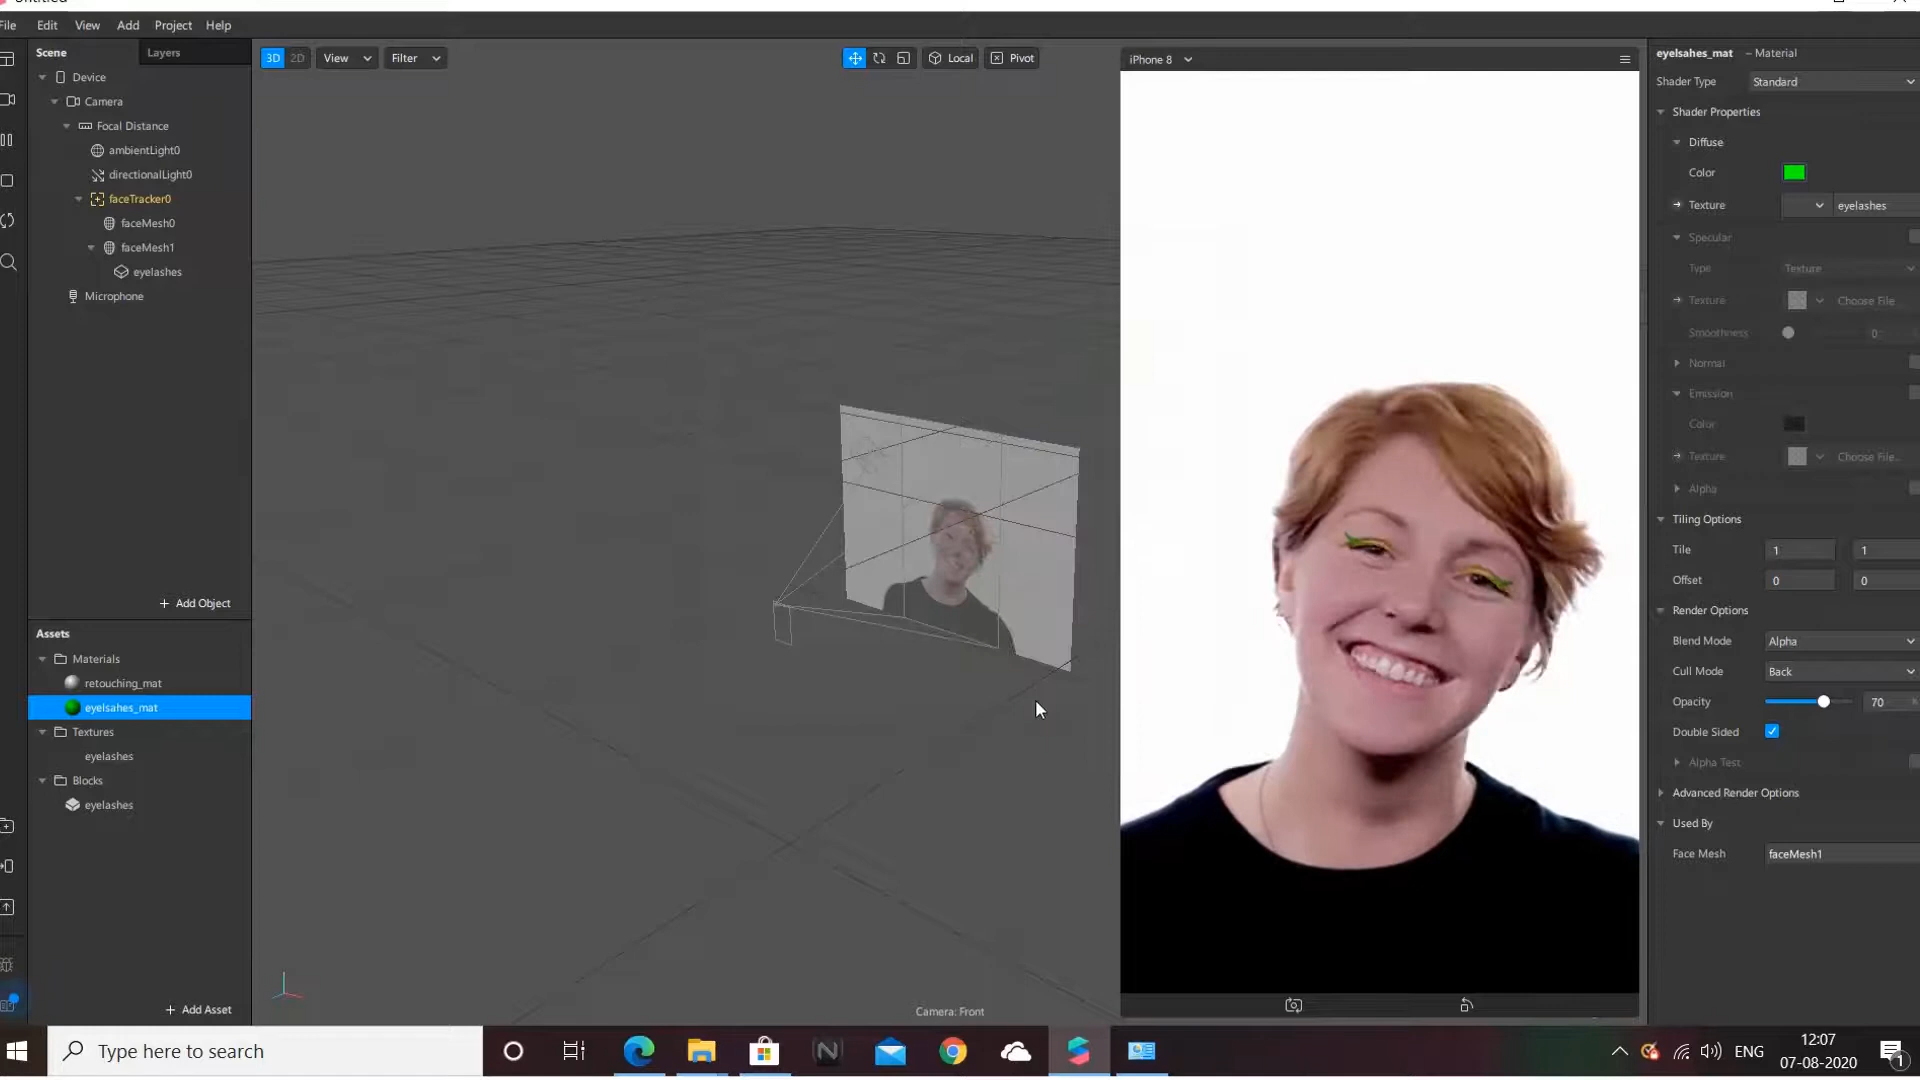 File Edit View Add Project Help
Scene Layers
Device
Camera
Focal Distance
ambientLight0
directionalLight0
faceTracker0
faceMesh0
faceMesh1
eyelashes
Microphone
+ Add Object
Assets
Materials
retouching_mat
eyelsahes_mat
Textures
eyelashes
Blocks
eyelashes
+ Add Asset
3D 2D View Filter Local Pivot
Camera: Front
iPhone 8
eyelsahes_mat – Material
Shader Type Standard
Shader Properties
Diffuse
Color
Texture eyelashes
Specular
Type Texture
Texture Choose File...
Smoothness 0
Normal
Emission
Color
Texture Choose File...
Alpha
Tiling Options
Tile 1 1
Offset 0 0
Render Options
Blend Mode Alpha
Cull Mode Back
Opacity 70
Double Sided
Alpha Test
Advanced Render Options
Used By
Face Mesh faceMesh1
Type here to search
ENG
12:07
07-08-2020
1